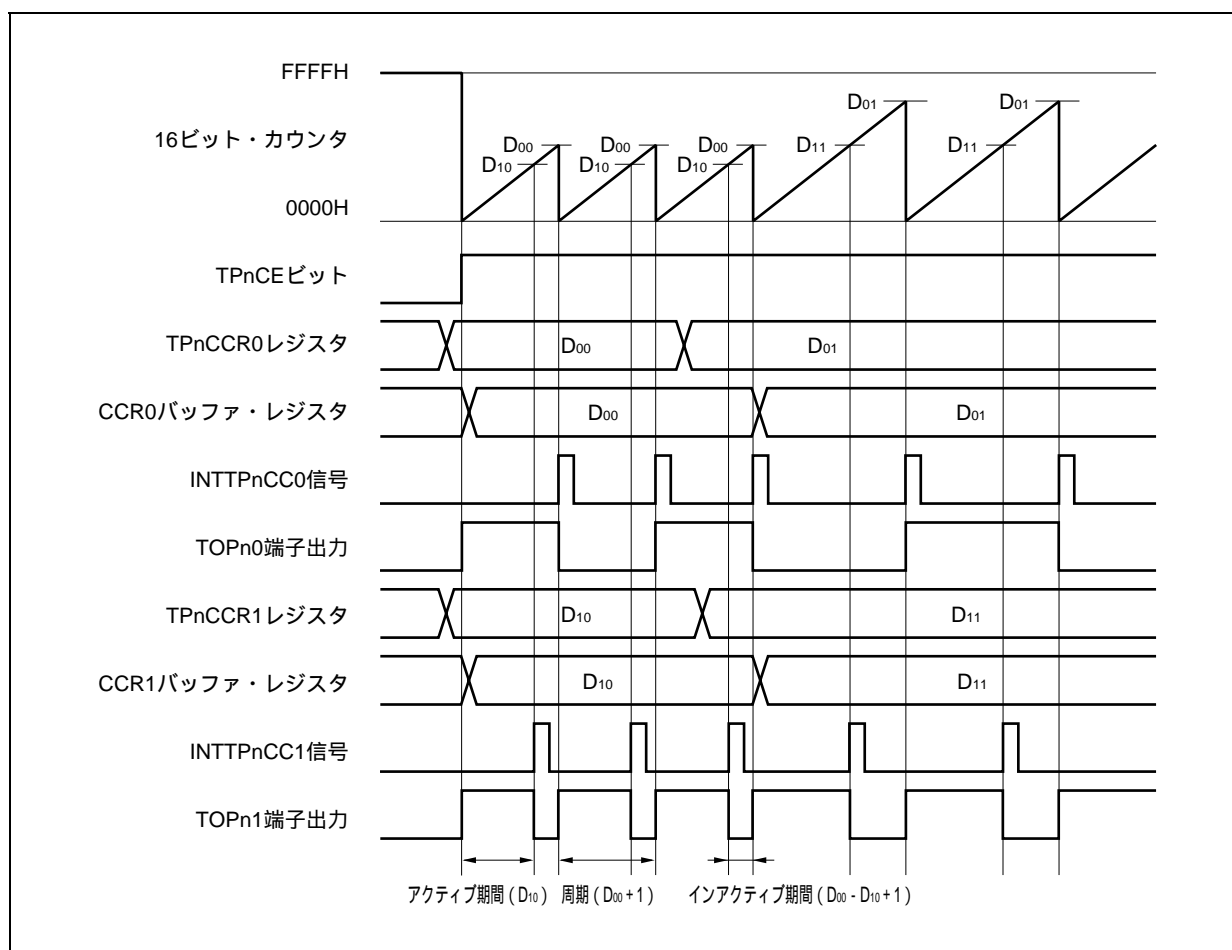 FFFFH
D01 D01
16ビット・カウンタ D00 D00 D00 D11 D11
D10 D10 D10
0000H
TPnCEビット
TPnCCR0レジスタ D00 D01
CCR0バッファ・レジスタ D00 D01
INTTPnCC0信号
TOPn0端子出力
TPnCCR1レジスタ D10 D11
CCR1バッファ・レジスタ D10 D11
INTTPnCC1信号
TOPn1端子出力
アクティブ期間(D10) 周期(D00+1) インアクティブ期間(D00-D10+1)